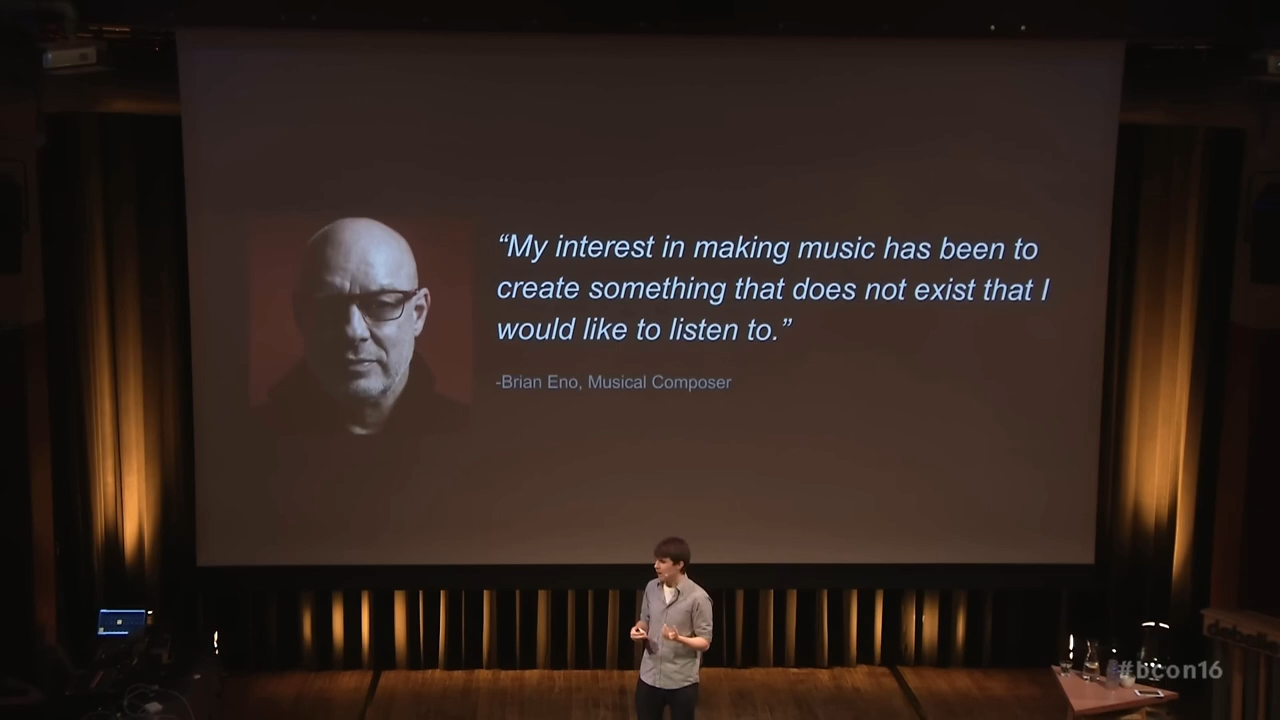 “My interest in making music has been to
create something that does not exist that I
would like to listen to.”
-Brian Eno, Musical Composer
#bcon16